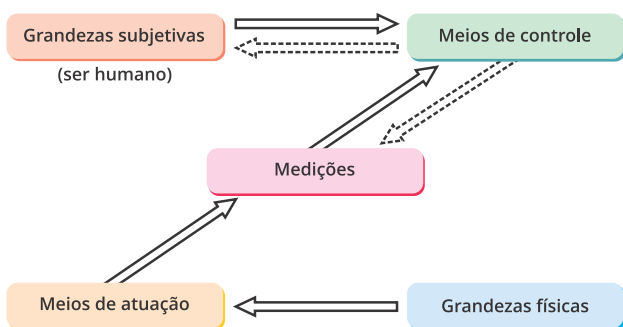 Grandezas subjetivas
Meios de controle
(ser humano)
Medições
Meios de atuação
Grandezas físicas